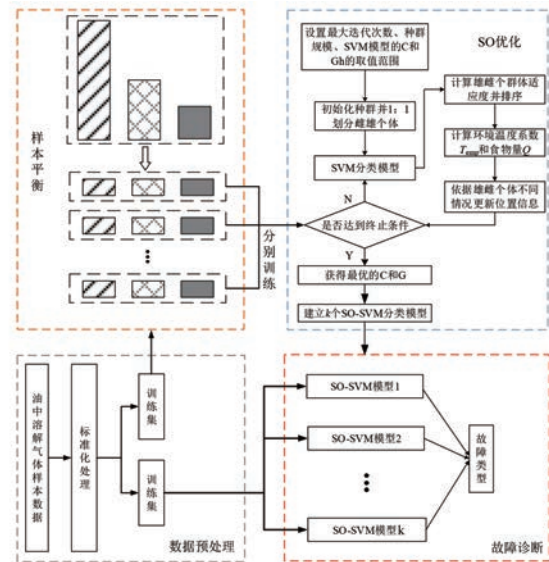 样本平衡
分别训练
设置最大迭代次数、种群
规模、SVM模型的C和
Gh的取值范围
初始化种群并1：1
划分雌雄个体
SVM分类模型
N
是否达到终止条件
Y
获得最优的C和G
建立k个SO-SVM分类模型
SO优化
计算雄雌个群体适
应度并排序
计算环境温度系数
Temp和食物量Q
依据雄雌个体不同
情况更新位置信息
油中溶解气体样本数据
标准化处理
训练集
训练集
数据预处理
SO-SVM模型1
SO-SVM模型2
SO-SVM模型k
故障类型
故障诊断